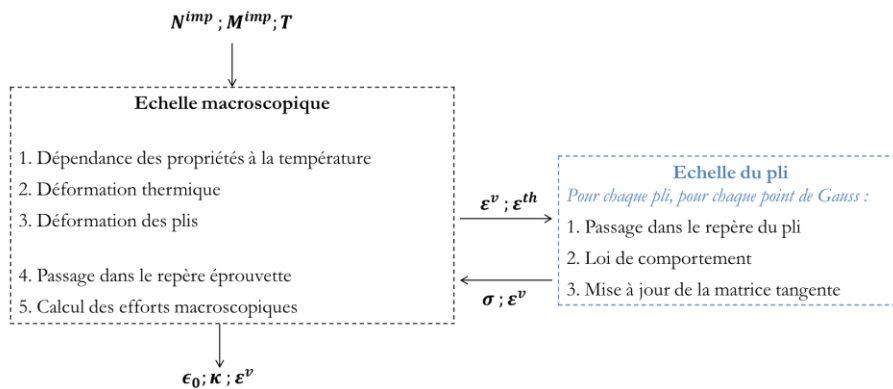 N^imp ; M^imp; T
Echelle macroscopique
1. Dépendance des propriétés à la température
2. Déformation thermique
3. Déformation des plis
4. Passage dans le repère éprouvette
5. Calcul des efforts macroscopiques
ε^v ; ε^th
σ ; ε^v
Echelle du pli
Pour chaque pli, pour chaque point de Gauss :
1. Passage dans le repère du pli
2. Loi de comportement
3. Mise à jour de la matrice tangente
ϵ_0; κ ; ε^v